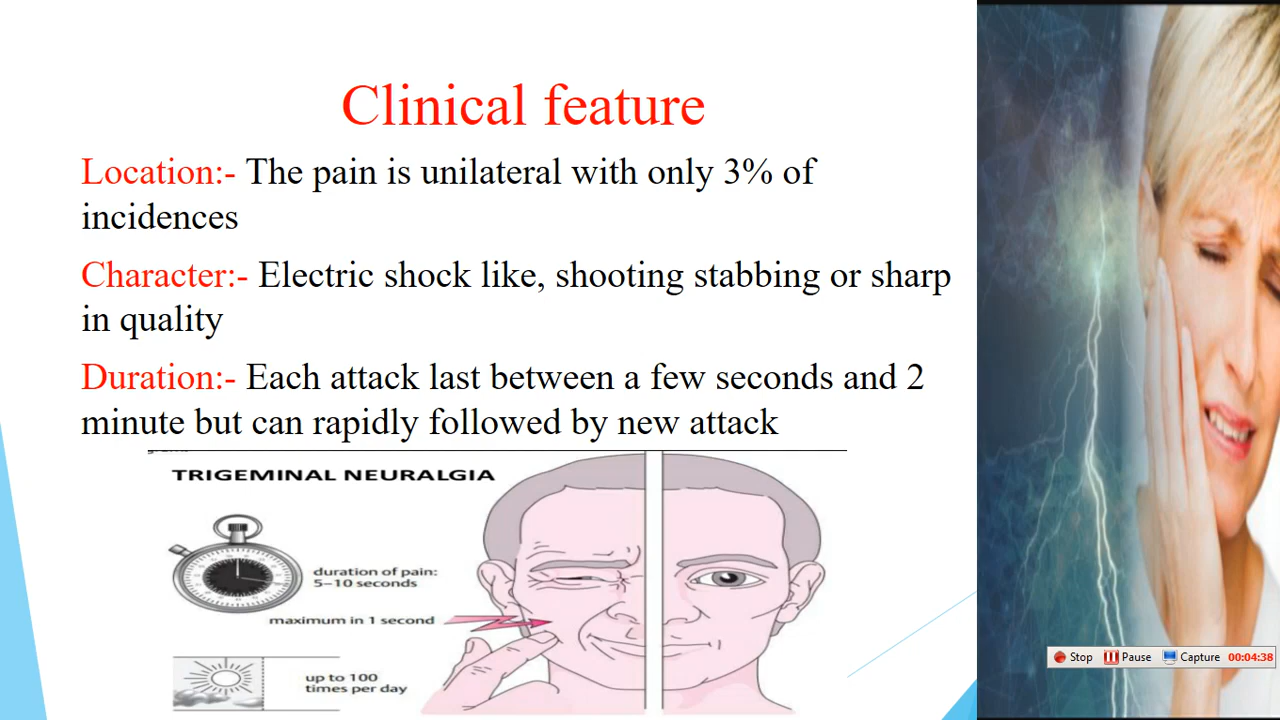 Clinical feature
Location:- The pain is unilateral with only 3% of
incidences
Character:- Electric shock like, shooting stabbing or sharp
in quality
Duration:- Each attack last between a few seconds and 2
minute but can rapidly followed by new attack
TRIGEMINAL NEURALGIA
duration of pain:
5–10 seconds
maximum in 1 second
up to 100
times per day
Stop Pause Capture 00:04:38